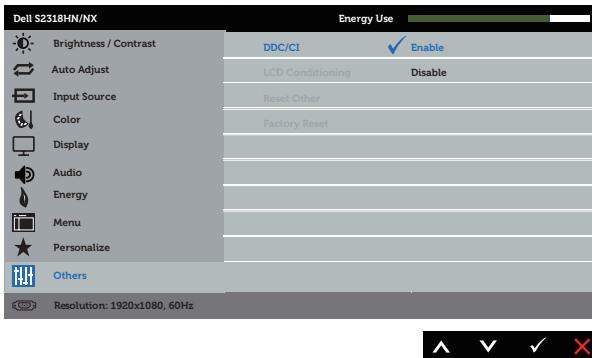 Dell S2318HN/NX Energy Use
Brightness / Contrast
Auto Adjust
Input Source
Color
Display
Audio
Energy
Menu
Personalize
Others
DDC/CI Enable
LCD Conditioning Disable
Reset Other
Factory Reset
Resolution: 1920x1080, 60Hz